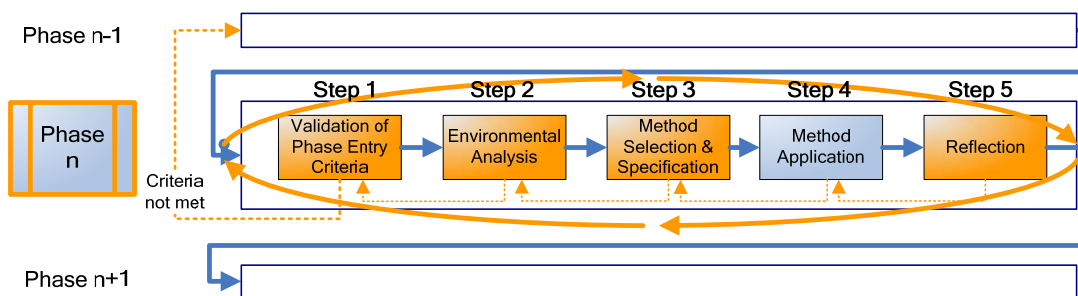 Phase n-1
Step 1
Step 2
Step 3
Step 4
Step 5
Phase
n
Validation of
Phase Entry
Criteria
Environmental
Analysis
Method
Selection &
Specification
Method
Application
Reflection
Criteria
not met
Phase n+1